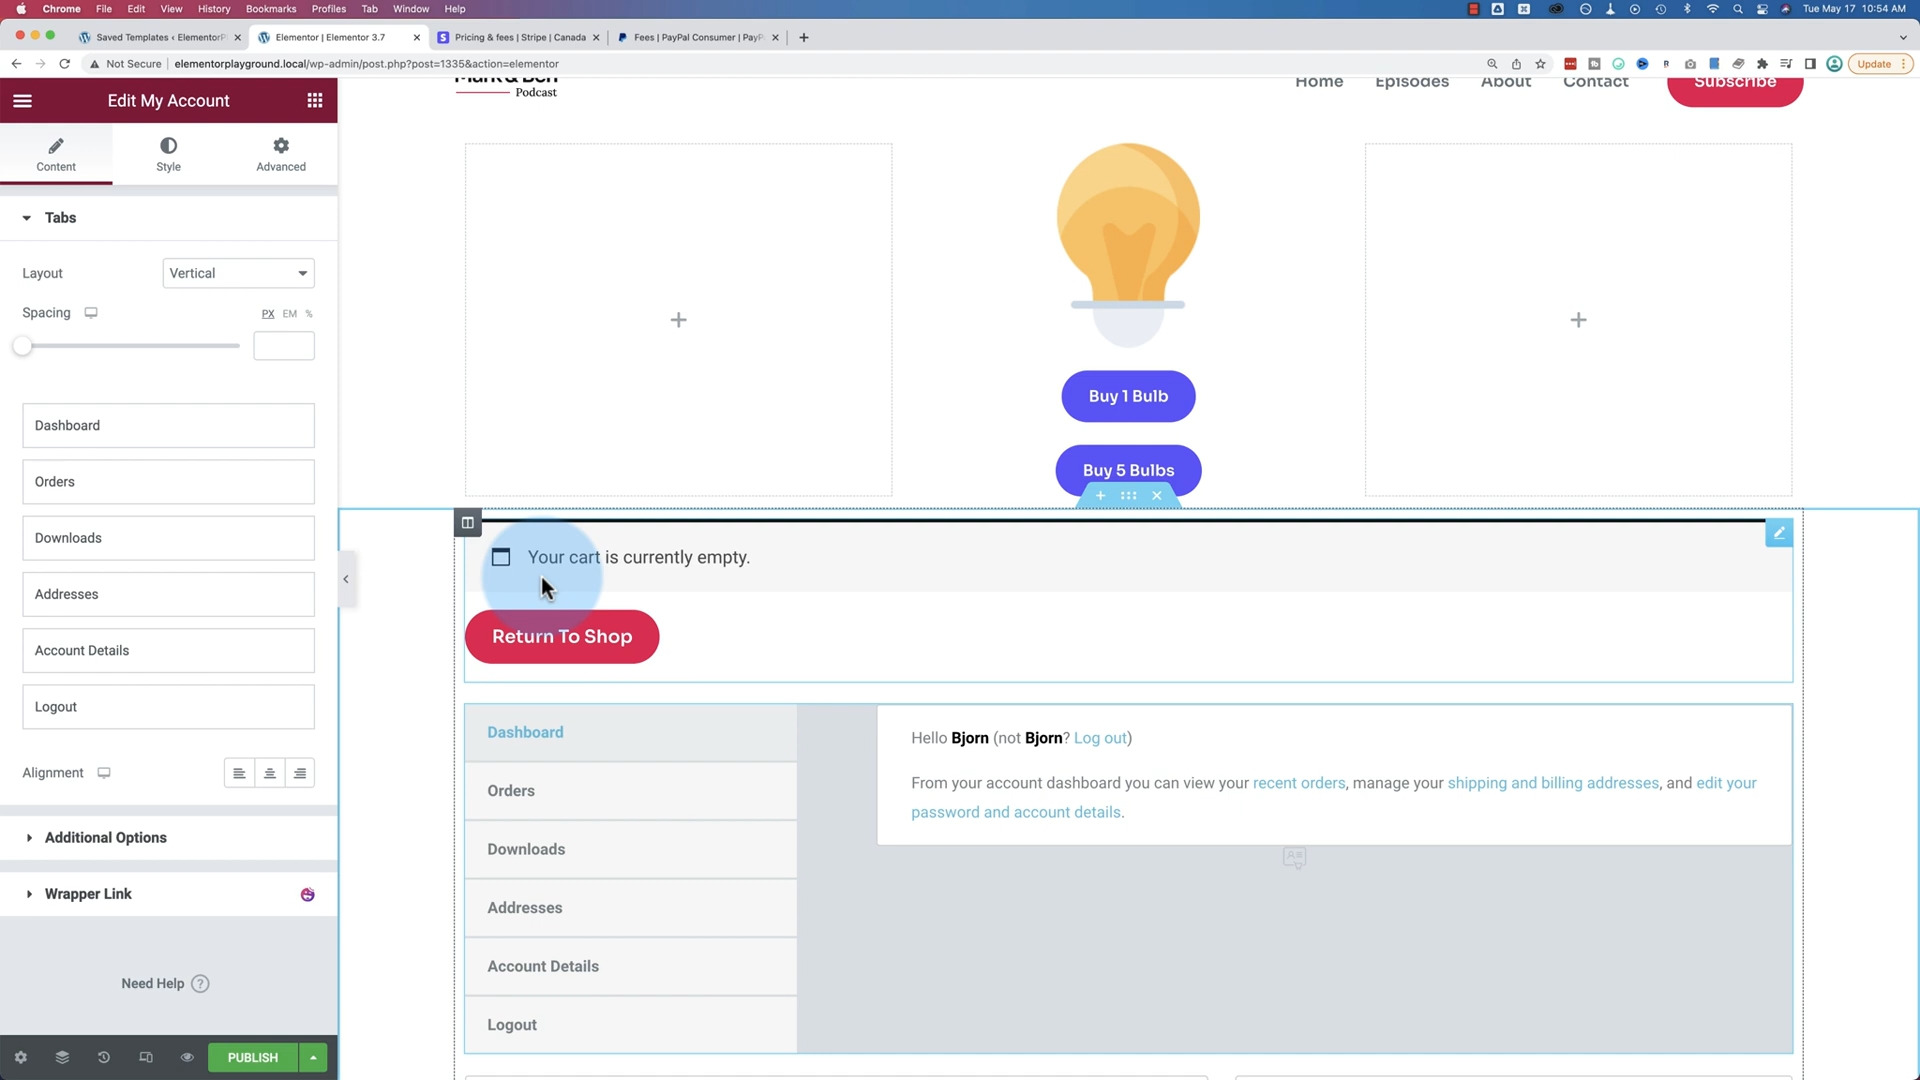 Chrome File Edit View History Bookmarks Profiles Tab Window Help
Tue May 17 10:54 AM
Saved Templates ‹ ElementorP
Elementor | Elementor 3.7
Pricing & fees | Stripe | Canada
Fees | PayPal Consumer | PayP
Not Secure
elementorplayground.local/wp-admin/post.php?post=1335&action=elementor
Update
Edit My Account
Content
Style
Advanced
Tabs
Layout
Vertical
Spacing
PX EM %
Dashboard
Orders
Downloads
Addresses
Account Details
Logout
Alignment
Additional Options
Wrapper Link
Need Help
PUBLISH
Mark & Ben
Podcast
Home
Episodes
About
Contact
Subscribe
Buy 1 Bulb
Buy 5 Bulbs
Your cart is currently empty.
Return To Shop
Dashboard
Orders
Downloads
Addresses
Account Details
Logout
Hello Bjorn (not Bjorn? Log out)
From your account dashboard you can view your recent orders, manage your shipping and billing addresses, and edit your
password and account details.